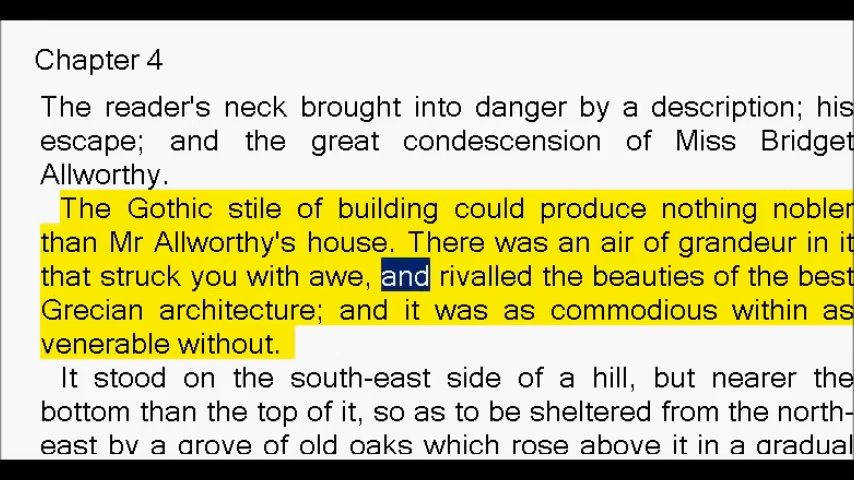 Chapter 4
The reader's neck brought into danger by a description; his
escape; and the great condescension of Miss Bridget
Allworthy.
The Gothic stile of building could produce nothing nobler
than Mr Allworthy's house. There was an air of grandeur in it
that struck you with awe, and rivalled the beauties of the best
Grecian architecture; and it was as commodious within as
venerable without.
It stood on the south-east side of a hill, but nearer the
bottom than the top of it, so as to be sheltered from the north-
east by a grove of old oaks which rose above it in a gradual